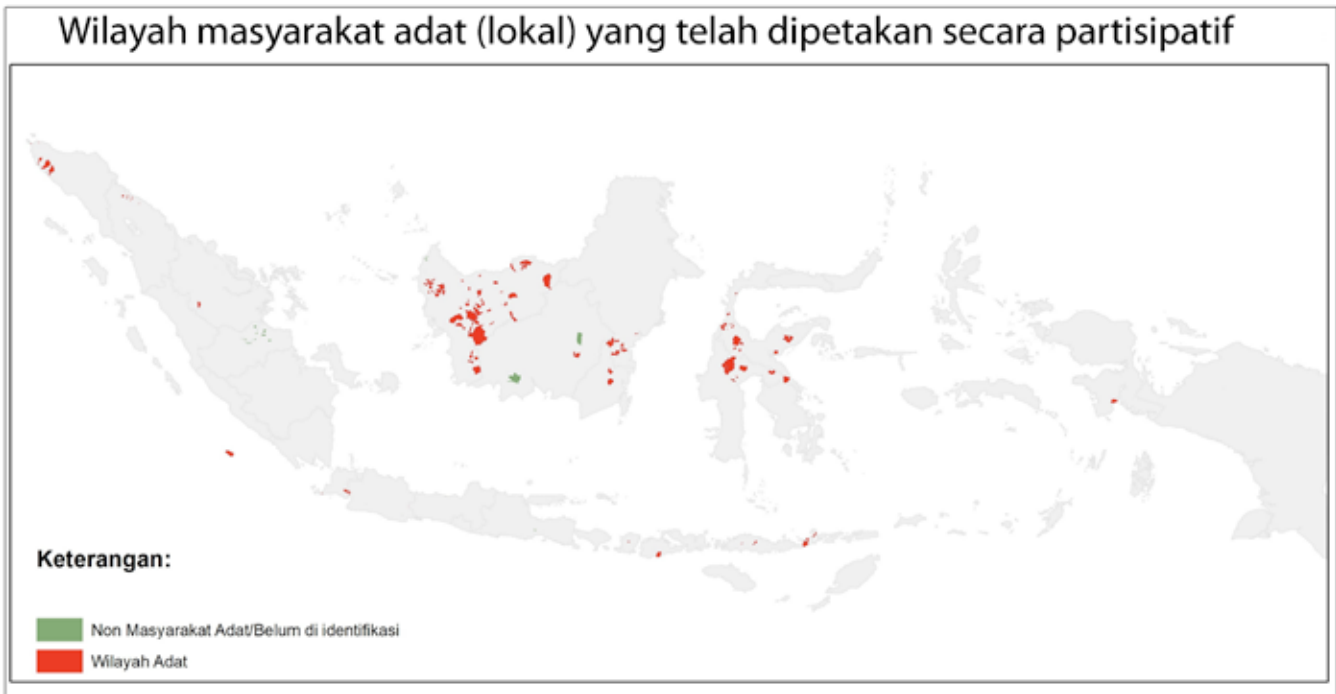 Wilayah masyarakat adat (lokal) yang telah dipetakan secara partisipatif
Keterangan:
Non Masyarakat Adat/Belum di identifikasi
Wilayah Adat